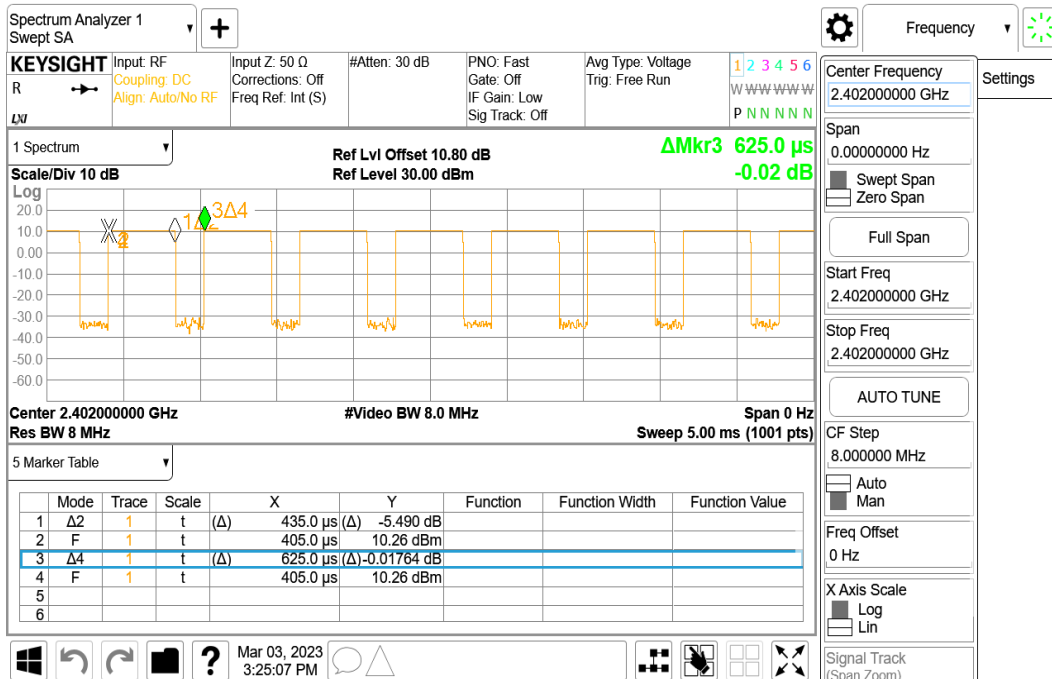 Spectrum Analyzer 1
Swept SA
Frequency
KEYSIGHT
R
LXI
Input: RF
Coupling: DC
Align: Auto/No RF
Input Z: 50 Ω
Corrections: Off
Freq Ref: Int (S)
#Atten: 30 dB
PNO: Fast
Gate: Off
IF Gain: Low
Sig Track: Off
Avg Type: Voltage
Trig: Free Run
1 2 3 4 5 6
W W W W W W
P N N N N N
1 Spectrum
Scale/Div 10 dB
Ref Lvl Offset 10.80 dB
Ref Level 30.00 dBm
ΔMkr3 625.0 µs
-0.02 dB
Log
20.0
10.0
0.00
-10.0
-20.0
-30.0
-40.0
-50.0
-60.0
3Δ4
Center 2.402000000 GHz
#Video BW 8.0 MHz
Span 0 Hz
Res BW 8 MHz
Sweep 5.00 ms (1001 pts)
5 Marker Table
Mode Trace Scale X Y Function Function Width Function Value
1 Δ2 1 t (Δ) 435.0 µs (Δ) -5.490 dB
2 F 1 t 405.0 µs 10.26 dBm
3 Δ4 1 t (Δ) 625.0 µs (Δ) -0.01764 dB
4 F 1 t 405.0 µs 10.26 dBm
5
6
?
Mar 03, 2023
3:25:07 PM
Center Frequency
2.402000000 GHz
Settings
Span
0.00000000 Hz
Swept Span
Zero Span
Full Span
Start Freq
2.402000000 GHz
Stop Freq
2.402000000 GHz
AUTO TUNE
CF Step
8.000000 MHz
Auto
Man
Freq Offset
0 Hz
X Axis Scale
Log
Lin
Signal Track
(Span Zoom)